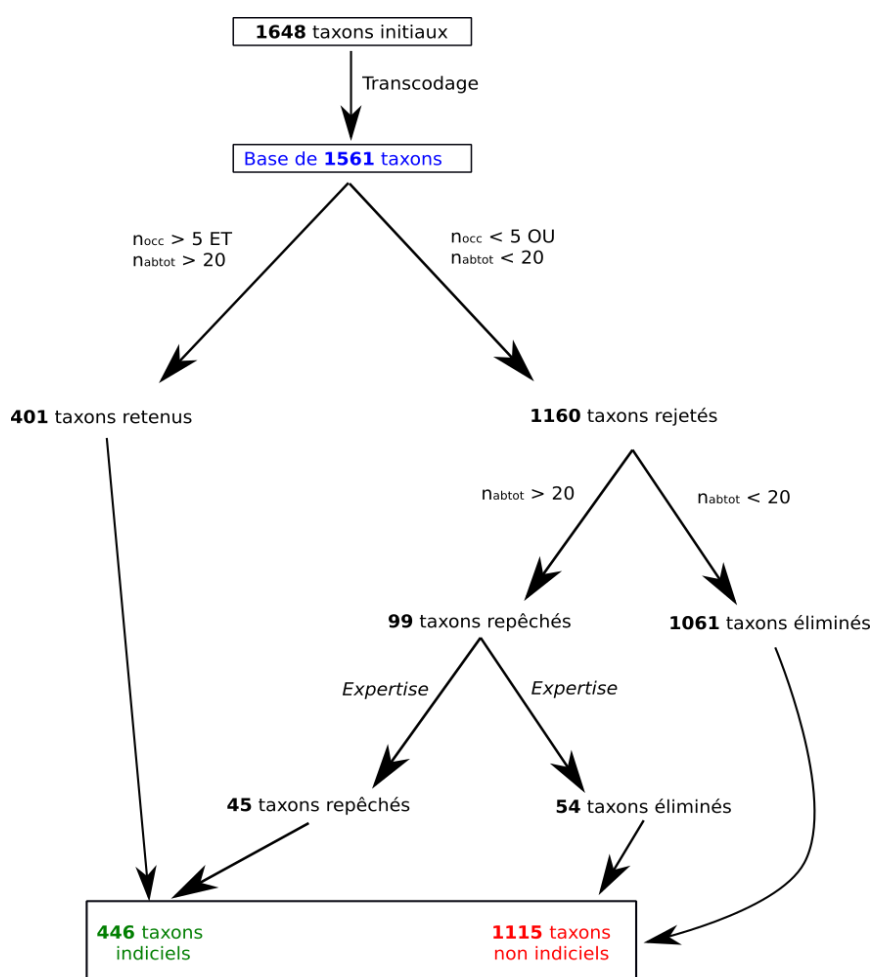 1648 taxons initiaux
Transcodage
Base de 1561 taxons
nocc > 5 ET
nabtot > 20
nocc < 5 OU
nabtot < 20
401 taxons retenus
1160 taxons rejetés
nabtot > 20
nabtot < 20
99 taxons repêchés
1061 taxons éliminés
Expertise
Expertise
45 taxons repêchés
54 taxons éliminés
446 taxons
indiciels
1115 taxons
non indiciels